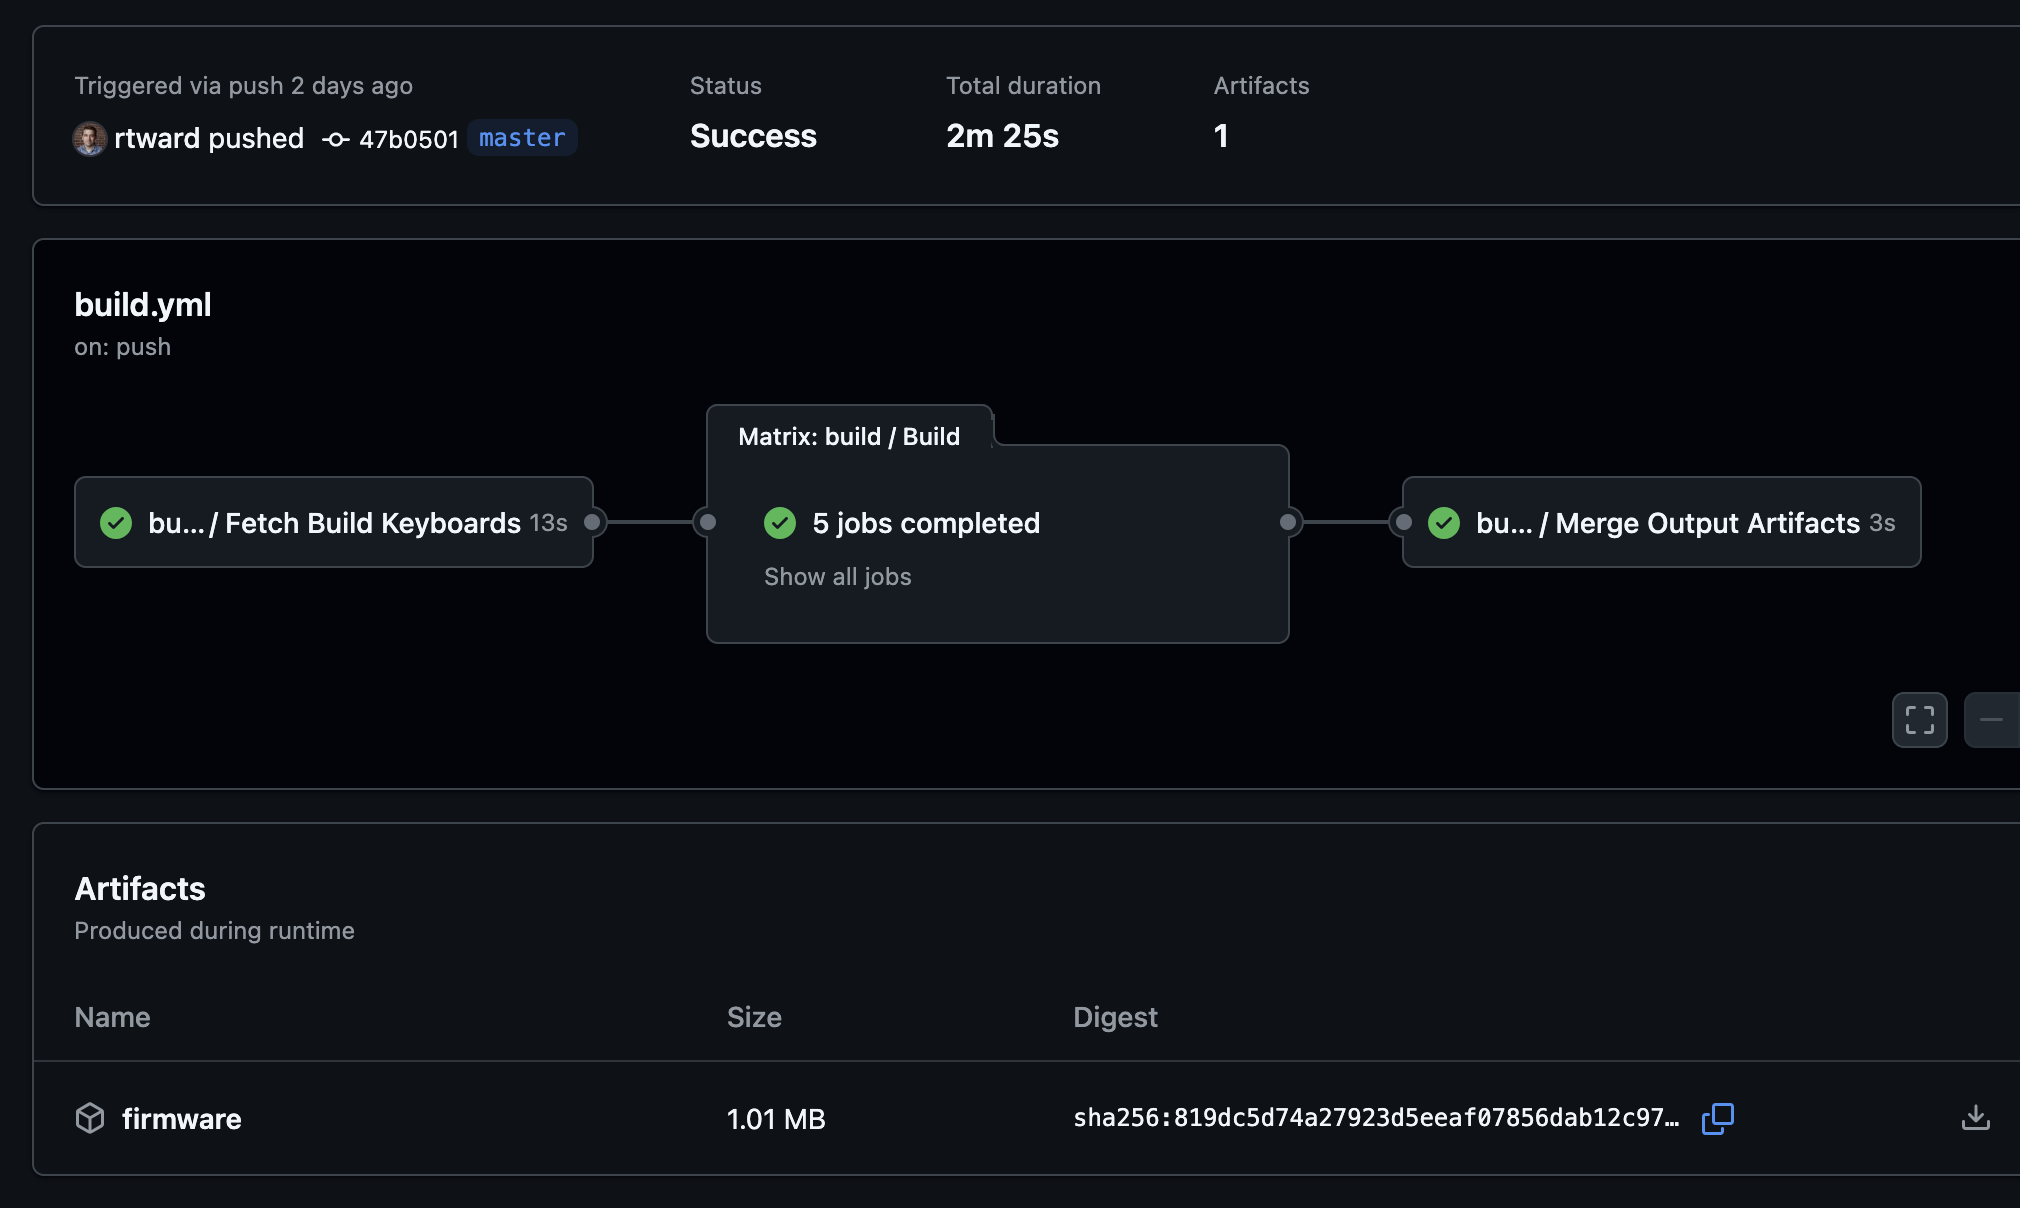 Triggered via push 2 days ago
rtward pushed 47b0501 master
Status
Success
Total duration
2m 25s
Artifacts
1
build.yml
on: push
bu... / Fetch Build Keyboards 13s
Matrix: build / Build
5 jobs completed
Show all jobs
bu... / Merge Output Artifacts 3s
Artifacts
Produced during runtime
Name Size Digest
firmware 1.01 MB sha256:819dc5d74a27923d5eeaf07856dab12c97…